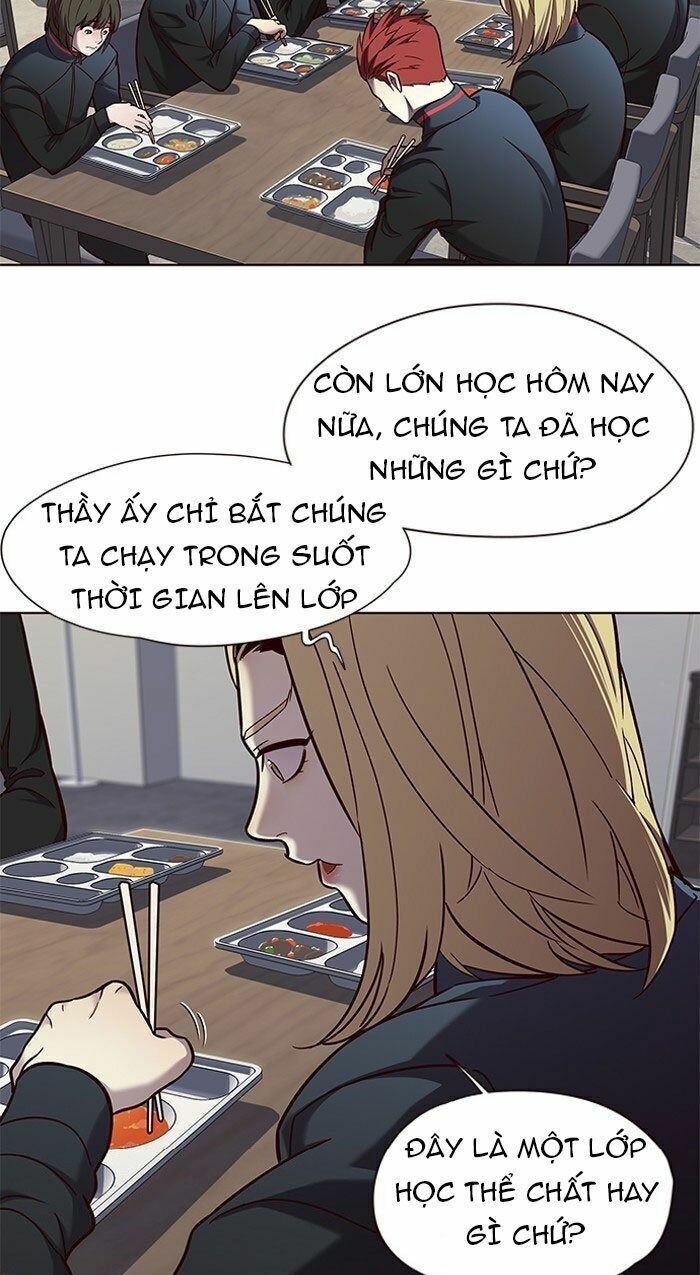 CÒN LỚN HỌC HÔM NAY
NỮA, CHÚNG TA ĐÃ HỌC
NHỮNG GÌ CHỨ?
THẦY ẤY CHỈ BẮT CHÚNG
TA CHẠY TRONG SUỐT
THỜI GIAN LÊN LỚP
ĐÂY LÀ MỘT LỚP
HỌC THỂ CHẤT HAY
GÌ CHỨ?